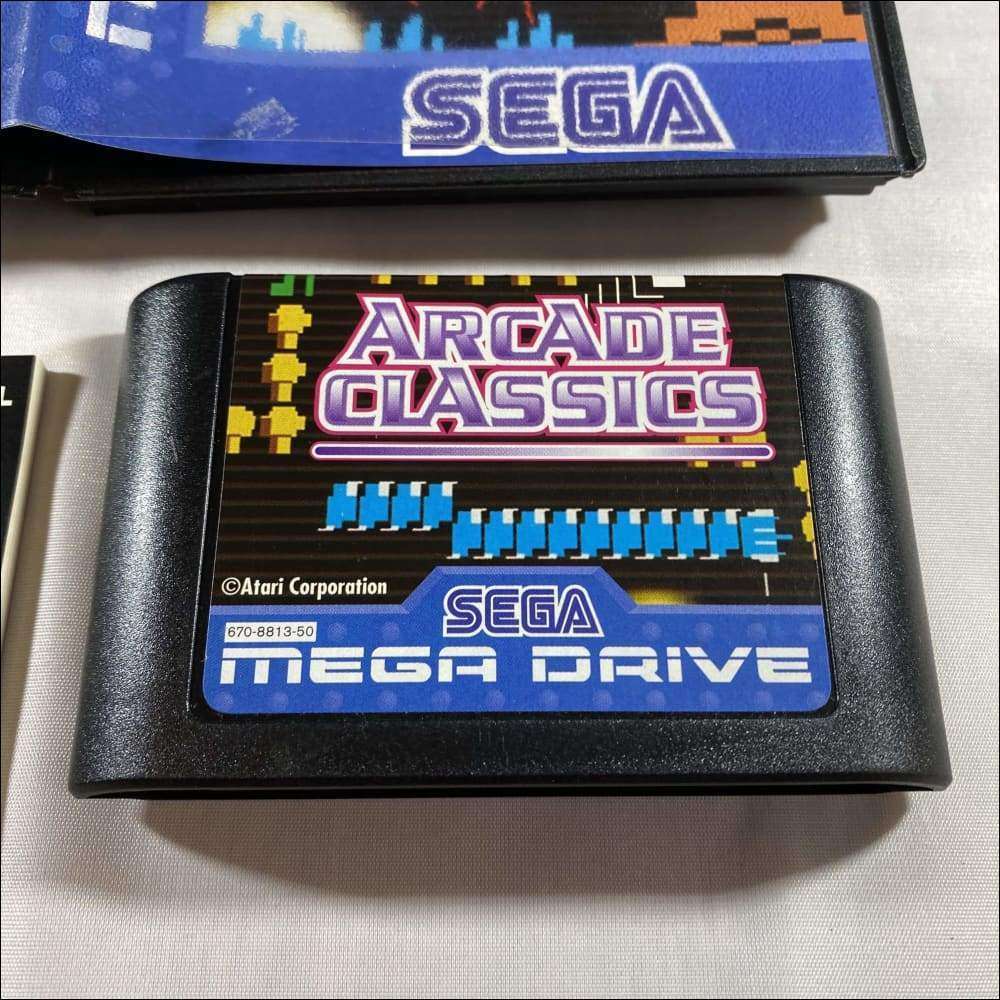 SEGA
L
ARCADE
CLASSICS
©Atari Corporation
SEGA
670-8813-50
MEGA DRIVE